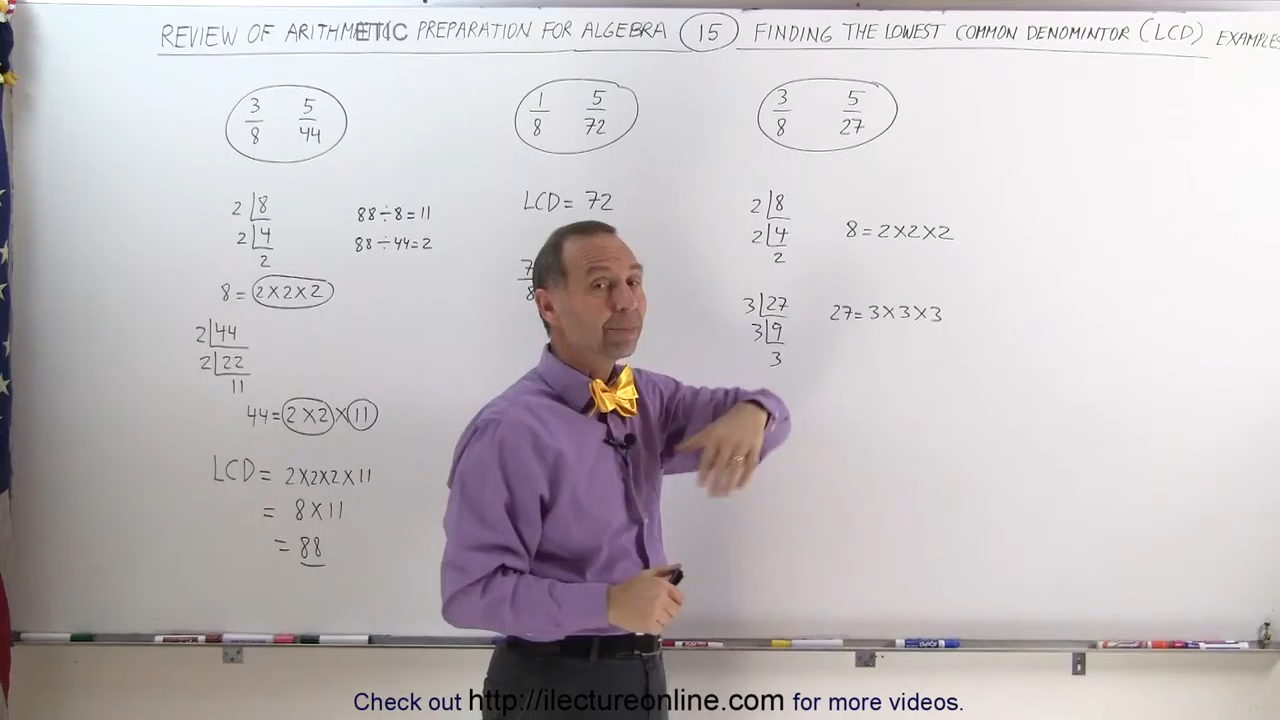 REVIEW OF ARITHMETIC PREPARATION FOR ALGEBRA 15 FINDING THE LOWEST COMMON DENOMINTOR (LCD) EXAMPLES
3/8 5/44
2 |8
2 |4
2
88÷8=11
88÷44=2
8 = 2×2×2
2 |44
2 |22
11
44 = 2×2 × 11
LCD = 2×2×2×11
= 8×11
= 88
1/8 5/72
LCD = 72
7
8
3/8 5/27
2 |8
2 |4
2
8 = 2×2×2
3 |27
3 |9
3
27 = 3×3×3
Check out http://ilectureonline.com for more videos.